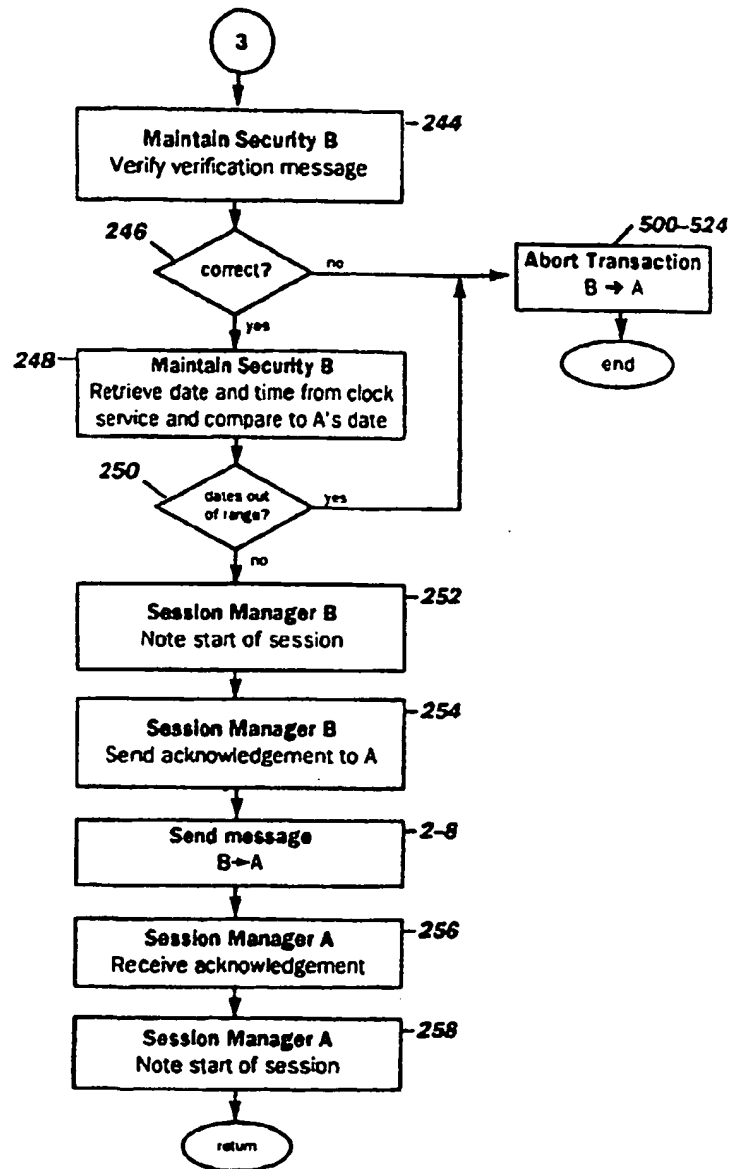 3
244
Maintain Security B
Verify verification message
246
correct?
no
yes
500-524
Abort Transaction
B → A
end
248
Maintain Security B
Retrieve date and time from clock
service and compare to A's date
250
dates out
of range?
yes
no
252
Session Manager B
Note start of session
254
Session Manager B
Send acknowledgement to A
2-8
Send message
B→A
256
Session Manager A
Receive acknowledgement
258
Session Manager A
Note start of session
return